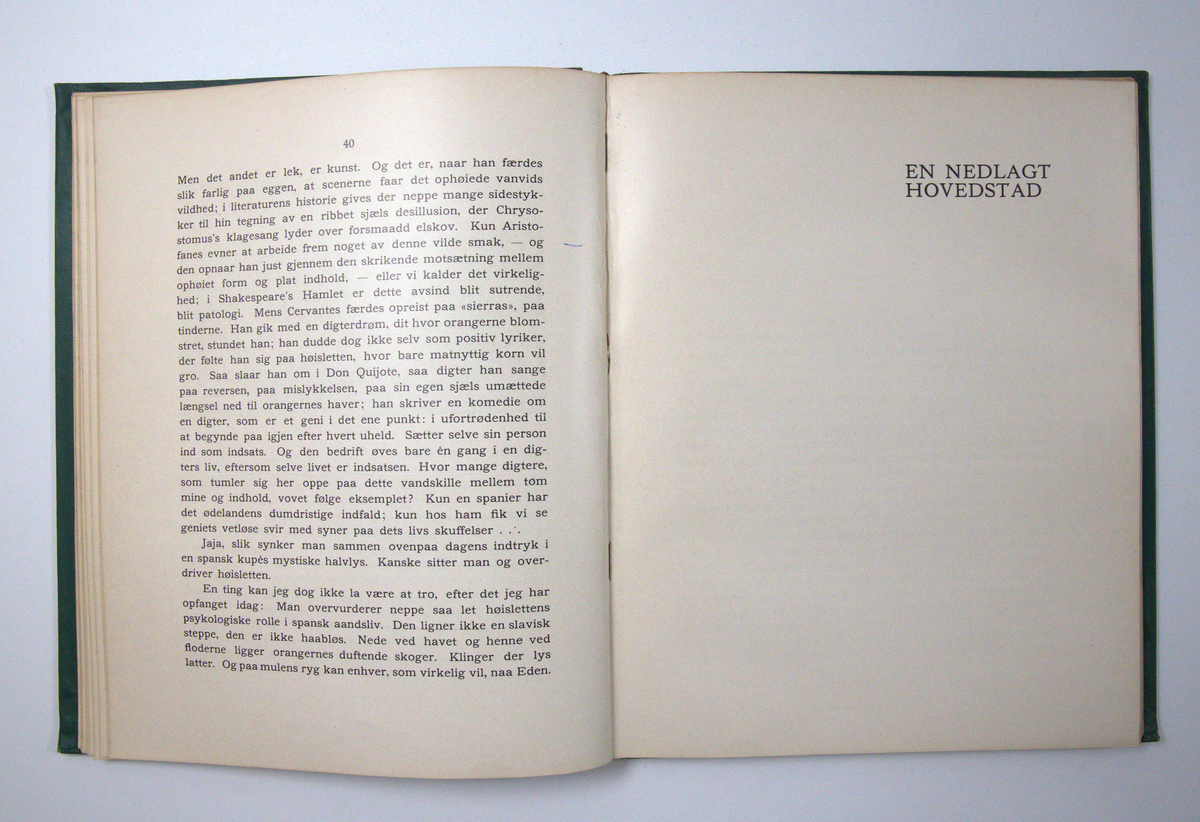 40
Men det andet er lek, er kunst. Og det er, naar han færdes
slik farlig paa eggen, at scenerne faar det ophøiede vanvids
vildhed; i literaturens historie gives der neppe mange sidestyk-
ker til hin tegning av en ribbet sjæls desillusion, der Chryso-
stomus's klagesang lyder over forsmaadd elskov. Kun Aristo-
fanes evner at arbeide frem noget av denne vilde smak, — og
den opnaar han just gjennem den skrikende motsætning mellem
ophøiet form og plat indhold, — eller vi kalder det virkelig-
hed; i Shakespeare's Hamlet er dette avsind blit sutrende,
blit patologi. Mens Cervantes færdes opreist paa «sierras», paa
tinderne. Han gik med en digterdrøm, dit hvor orangerne blom-
stret, stundet han; han dudde dog ikke selv som positiv lyriker,
der følte han sig paa høisletten, hvor bare matnyttig korn vil
gro. Saa slaar han om i Don Quijote, saa digter han sange
paa reversen, paa mislykkelsen, paa sin egen sjæls umættede
længsel ned til orangernes haver; han skriver en komedie om
en digter, som er et geni i det ene punkt: i ufortrødenhed til
at begynde paa igjen efter hvert uheld. Sætter selve sin person
ind som indsats. Og den bedrift øves bare én gang i en dig-
ters liv, eftersom selve livet er indsatsen. Hvor mange digtere,
som tumler sig her oppe paa dette vandskille mellem tom
mine og indhold, vovet følge eksemplet? Kun en spanier har
det ødelandens dumdristige indfald; kun hos ham fik vi se
geniets vetløse svir med syner paa dets livs skuffelser . . .
Jaja, slik synker man sammen ovenpaa dagens indtryk i
en spansk kupés mystiske halvlys. Kanske sitter man og over-
driver høisletten.
En ting kan jeg dog ikke la være at tro, efter det jeg har
opfanget idag: Man overvurderer neppe saa let høislettens
psykologiske rolle i spansk aandsliv. Den ligner ikke en slavisk
steppe, den er ikke haabløs. Nede ved havet og henne ved
floderne ligger orangernes duftende skoger. Klinger der lys
latter. Og paa mulens ryg kan enhver, som virkelig vil, naa Eden.
EN NEDLAGT
HOVEDSTAD